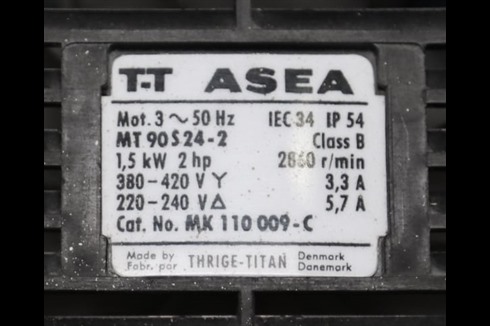 T-T ASEA
Mot. 3 ~ 50 Hz IEC 34 IP 54
MT 90 S 24-2 Class B
1,5 kW 2 hp 2860 r/min
380-420 V Y 3,3 A
220-240 V Δ 5,7 A
Cat. No. MK 110 009-C
Made by THRIGE-TITAN Denmark
Fabr. par Danemark